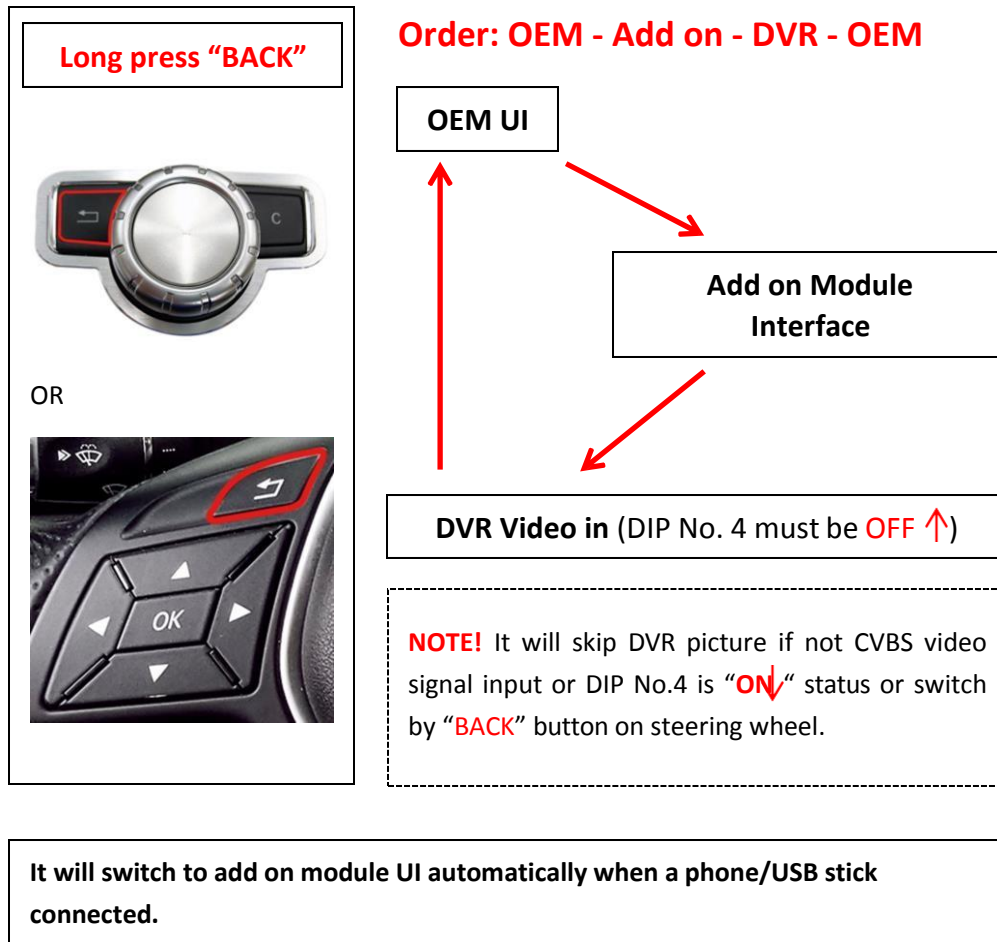 Long press “BACK”
C
OR
OK
Order: OEM - Add on - DVR - OEM
OEM UI
Add on Module
Interface
DVR Video in (DIP No. 4 must be OFF ↑)
NOTE! It will skip DVR picture if not CVBS video
signal input or DIP No.4 is “ON↓“ status or switch
by “BACK” button on steering wheel.
It will switch to add on module UI automatically when a phone/USB stick
connected.